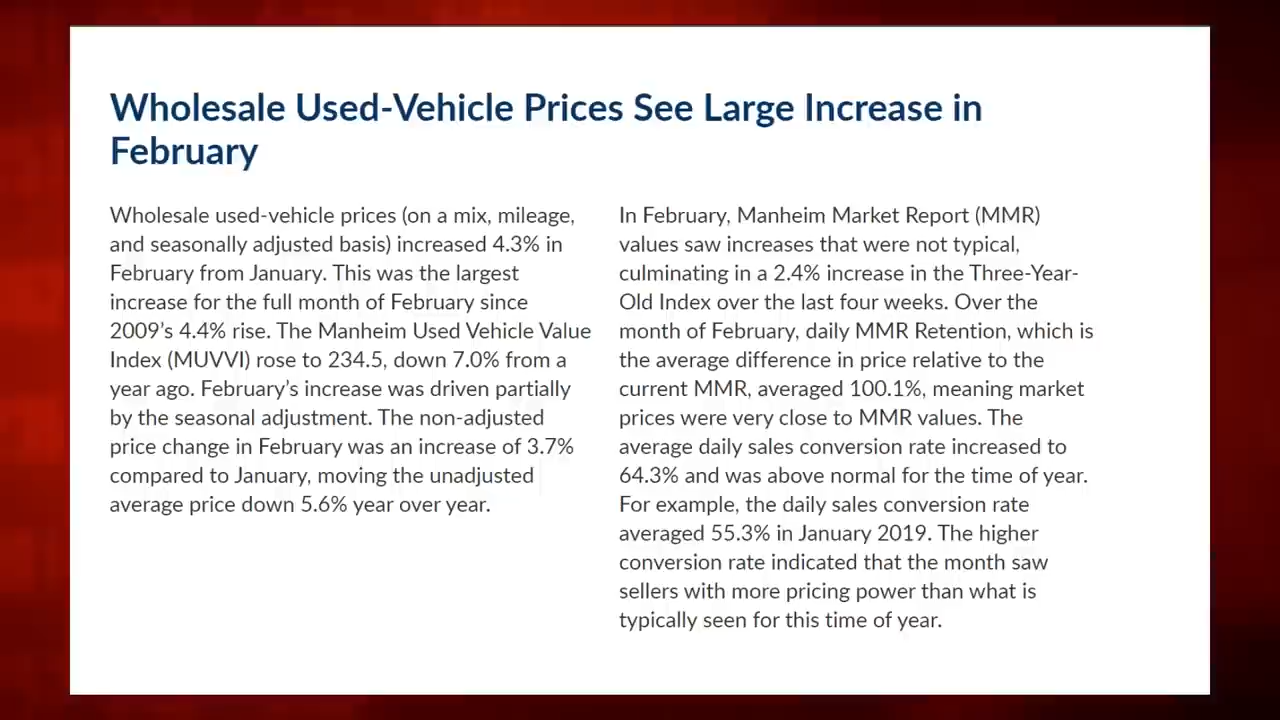 Wholesale Used-Vehicle Prices See Large Increase in
February
Wholesale used-vehicle prices (on a mix, mileage,
and seasonally adjusted basis) increased 4.3% in
February from January. This was the largest
increase for the full month of February since
2009’s 4.4% rise. The Manheim Used Vehicle Value
Index (MUVVI) rose to 234.5, down 7.0% from a
year ago. February’s increase was driven partially
by the seasonal adjustment. The non-adjusted
price change in February was an increase of 3.7%
compared to January, moving the unadjusted
average price down 5.6% year over year.
In February, Manheim Market Report (MMR)
values saw increases that were not typical,
culminating in a 2.4% increase in the Three-Year-
Old Index over the last four weeks. Over the
month of February, daily MMR Retention, which is
the average difference in price relative to the
current MMR, averaged 100.1%, meaning market
prices were very close to MMR values. The
average daily sales conversion rate increased to
64.3% and was above normal for the time of year.
For example, the daily sales conversion rate
averaged 55.3% in January 2019. The higher
conversion rate indicated that the month saw
sellers with more pricing power than what is
typically seen for this time of year.